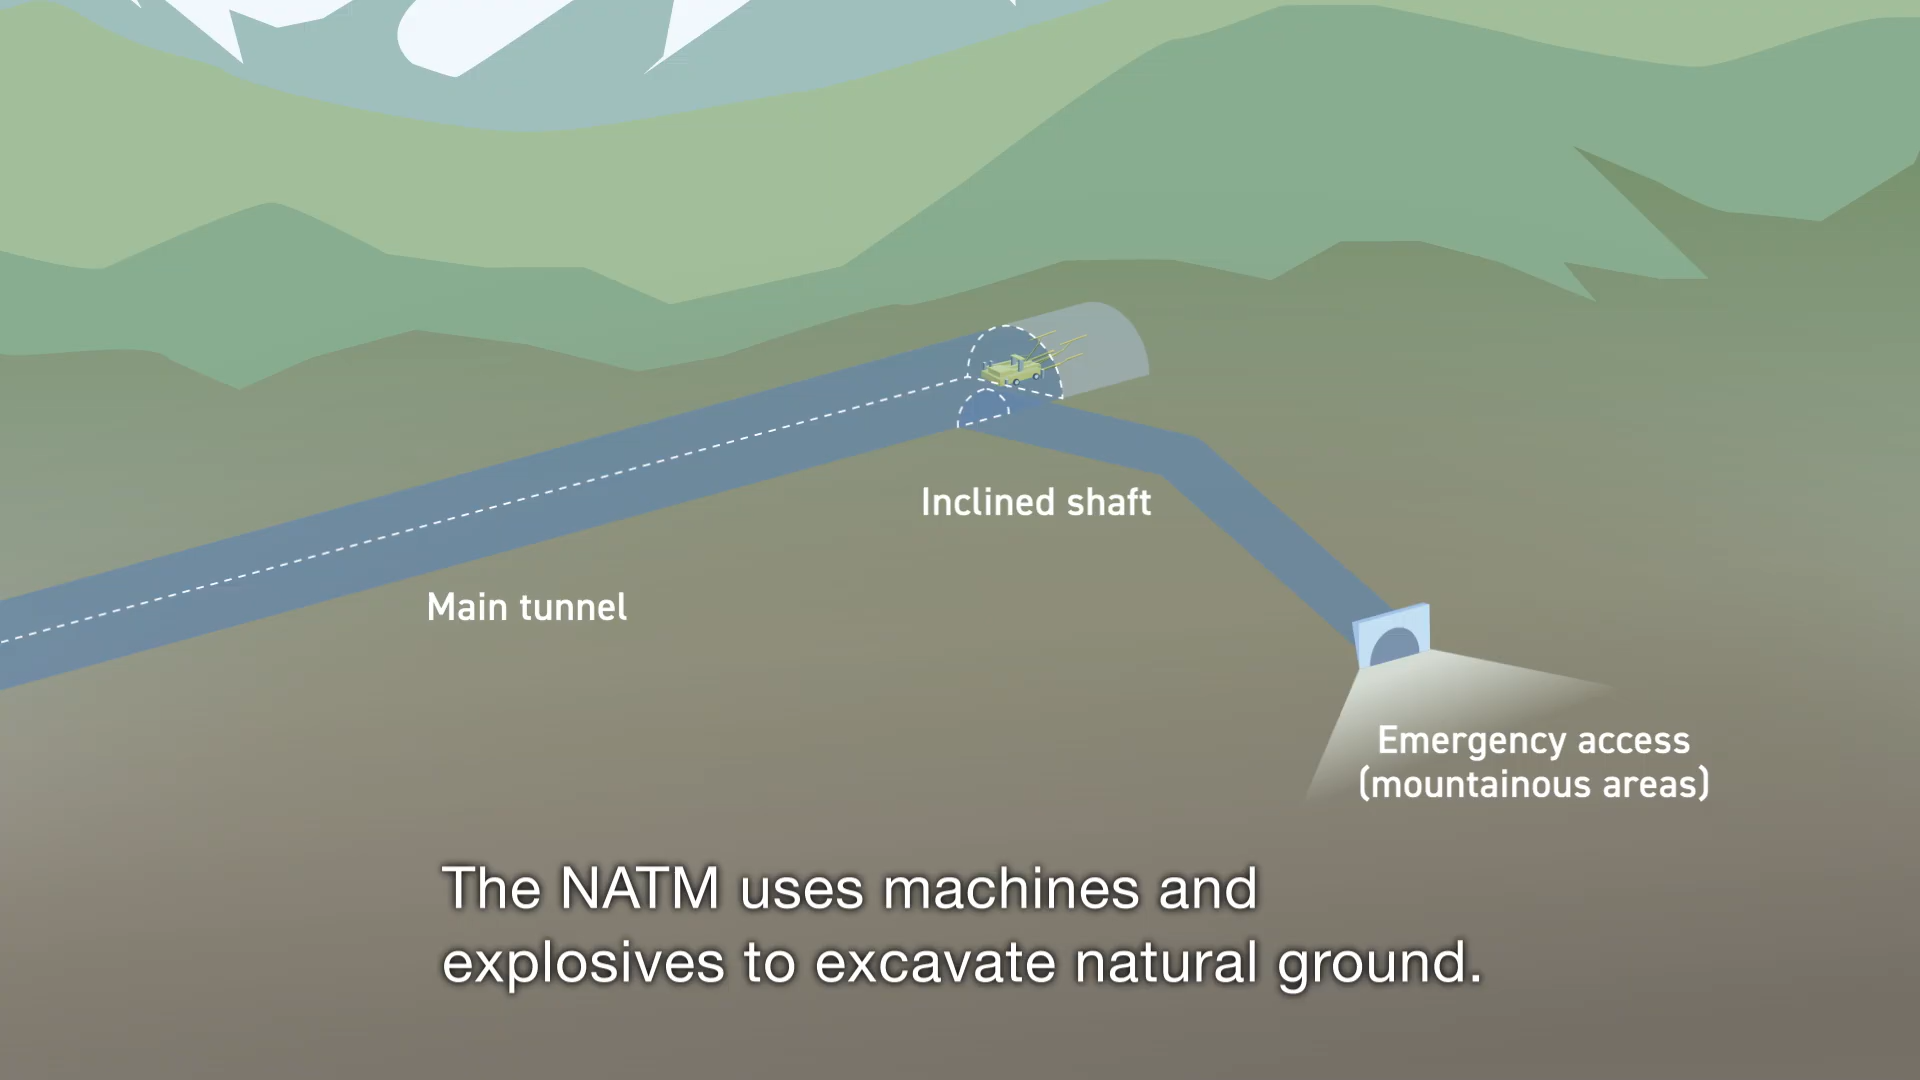 Inclined shaft
Main tunnel
Emergency access
(mountainous areas)
The NATM uses machines and
explosives to excavate natural ground.